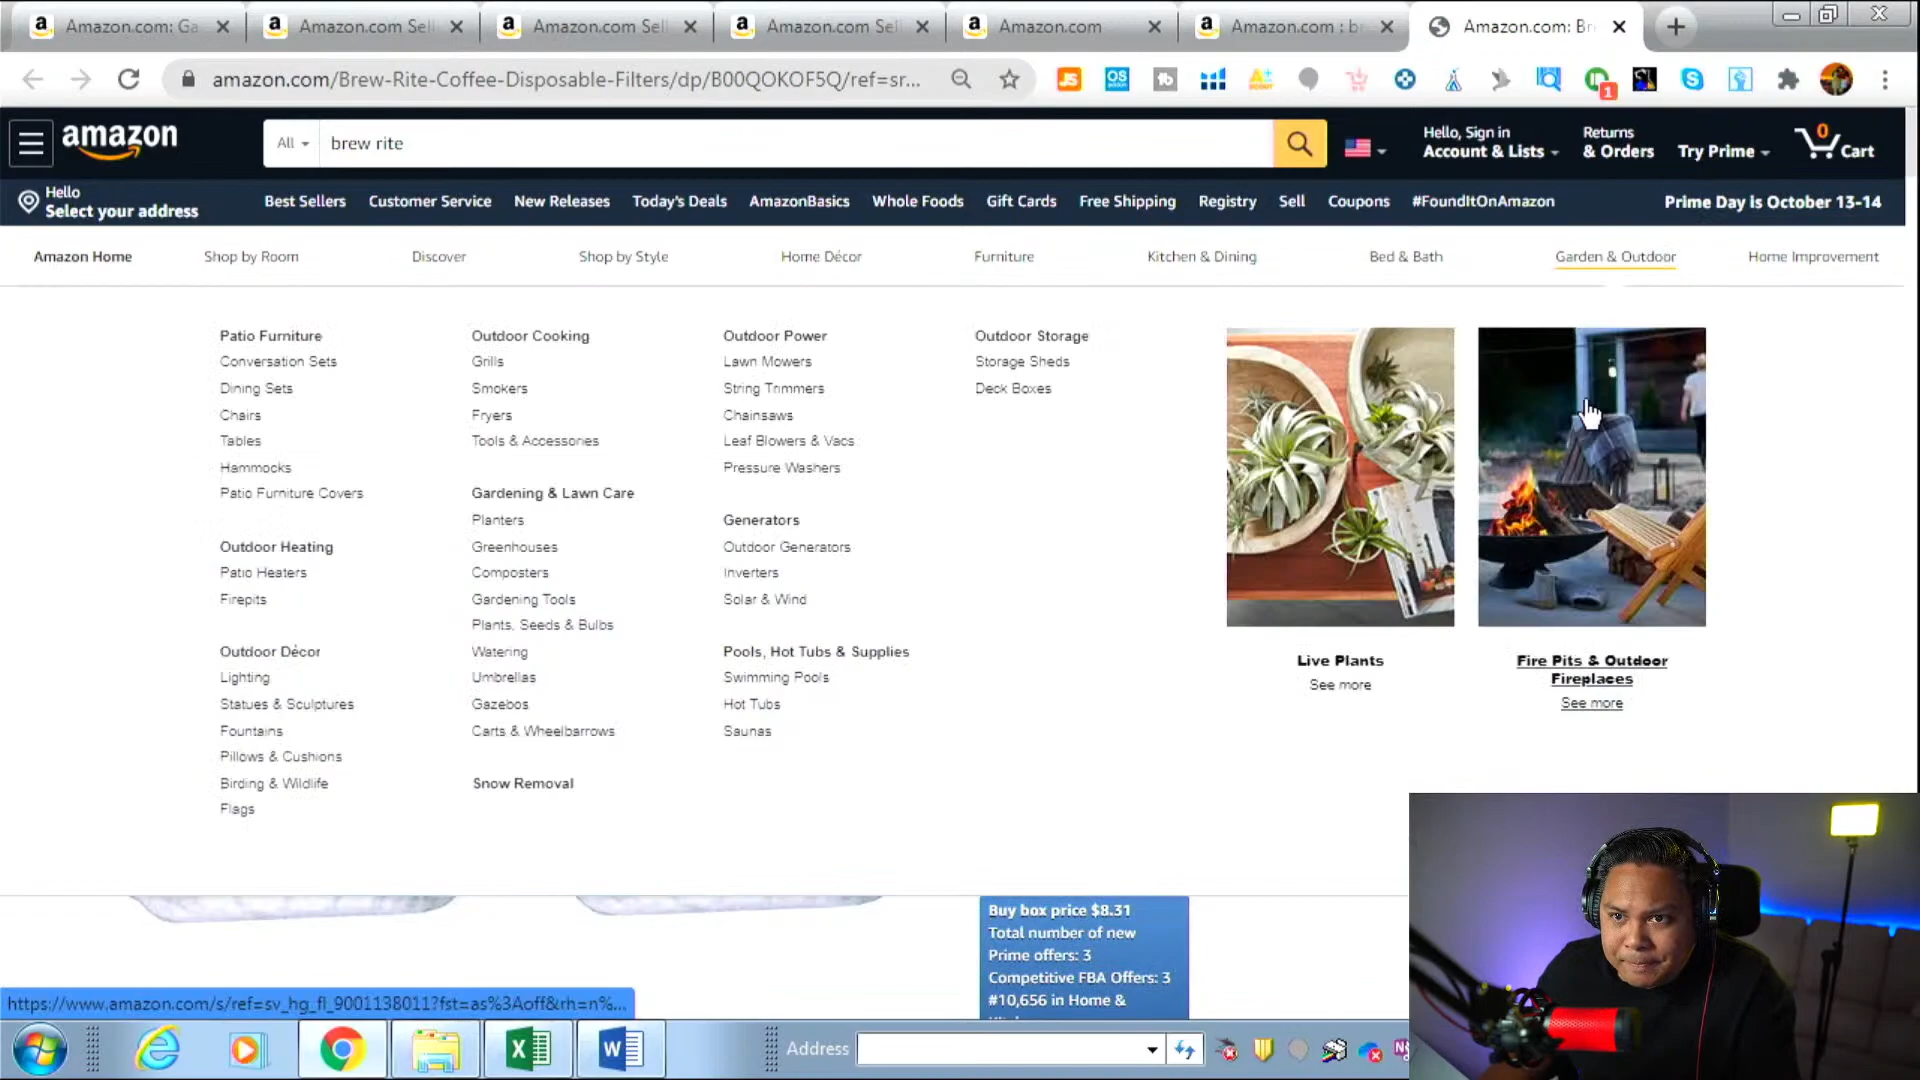 Amazon.com: Ga
Amazon.com Sel
Amazon.com Sel
Amazon.com Sel
Amazon.com
Amazon.com : b
Amazon.com: Br
amazon.com/Brew-Rite-Coffee-Disposable-Filters/dp/B00QOKOF5Q/ref=sr...
JS
OS
1
amazon
All
brew rite
Hello, Sign in
Account & Lists
Returns
& Orders
Try Prime
0
Cart
Hello
Select your address
Best Sellers
Customer Service
New Releases
Today's Deals
AmazonBasics
Whole Foods
Gift Cards
Free Shipping
Registry
Sell
Coupons
#FoundItOnAmazon
Prime Day is October 13-14
Amazon Home
Shop by Room
Discover
Shop by Style
Home Décor
Furniture
Kitchen & Dining
Bed & Bath
Garden & Outdoor
Home Improvement
Patio Furniture
Conversation Sets
Dining Sets
Chairs
Tables
Hammocks
Patio Furniture Covers
Outdoor Heating
Patio Heaters
Firepits
Outdoor Décor
Lighting
Statues & Sculptures
Fountains
Pillows & Cushions
Birding & Wildlife
Flags
Outdoor Cooking
Grills
Smokers
Fryers
Tools & Accessories
Gardening & Lawn Care
Planters
Greenhouses
Composters
Gardening Tools
Plants, Seeds & Bulbs
Watering
Umbrellas
Gazebos
Carts & Wheelbarrows
Snow Removal
Outdoor Power
Lawn Mowers
String Trimmers
Chainsaws
Leaf Blowers & Vacs
Pressure Washers
Generators
Outdoor Generators
Inverters
Solar & Wind
Pools, Hot Tubs & Supplies
Swimming Pools
Hot Tubs
Saunas
Outdoor Storage
Storage Sheds
Deck Boxes
Live Plants
See more
Fire Pits & Outdoor
Fireplaces
See more
Buy box price $8.31
Total number of new
Prime offers: 3
Competitive FBA Offers: 3
#10,656 in Home &
https://www.amazon.com/s/ref=sv_hg_fl_9001138011?fst=as%3Aoff&rh=n%...
Address